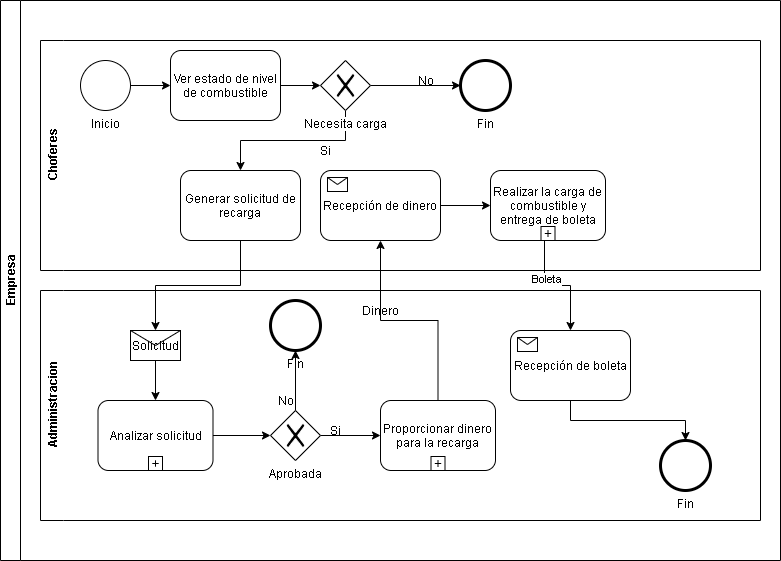 Empresa
Choferes
Inicio
Ver estado de nivel
de combustible
Necesita carga
No
Fin
Si
Generar solicitud de
recarga
Recepción de dinero
Realizar la carga de
combustible y
entrega de boleta
Boleta
Administracion
Solicitud
Analizar solicitud
Fin
No
Aprobada
Si
Dinero
Proporcionar dinero
para la recarga
Recepción de boleta
Fin